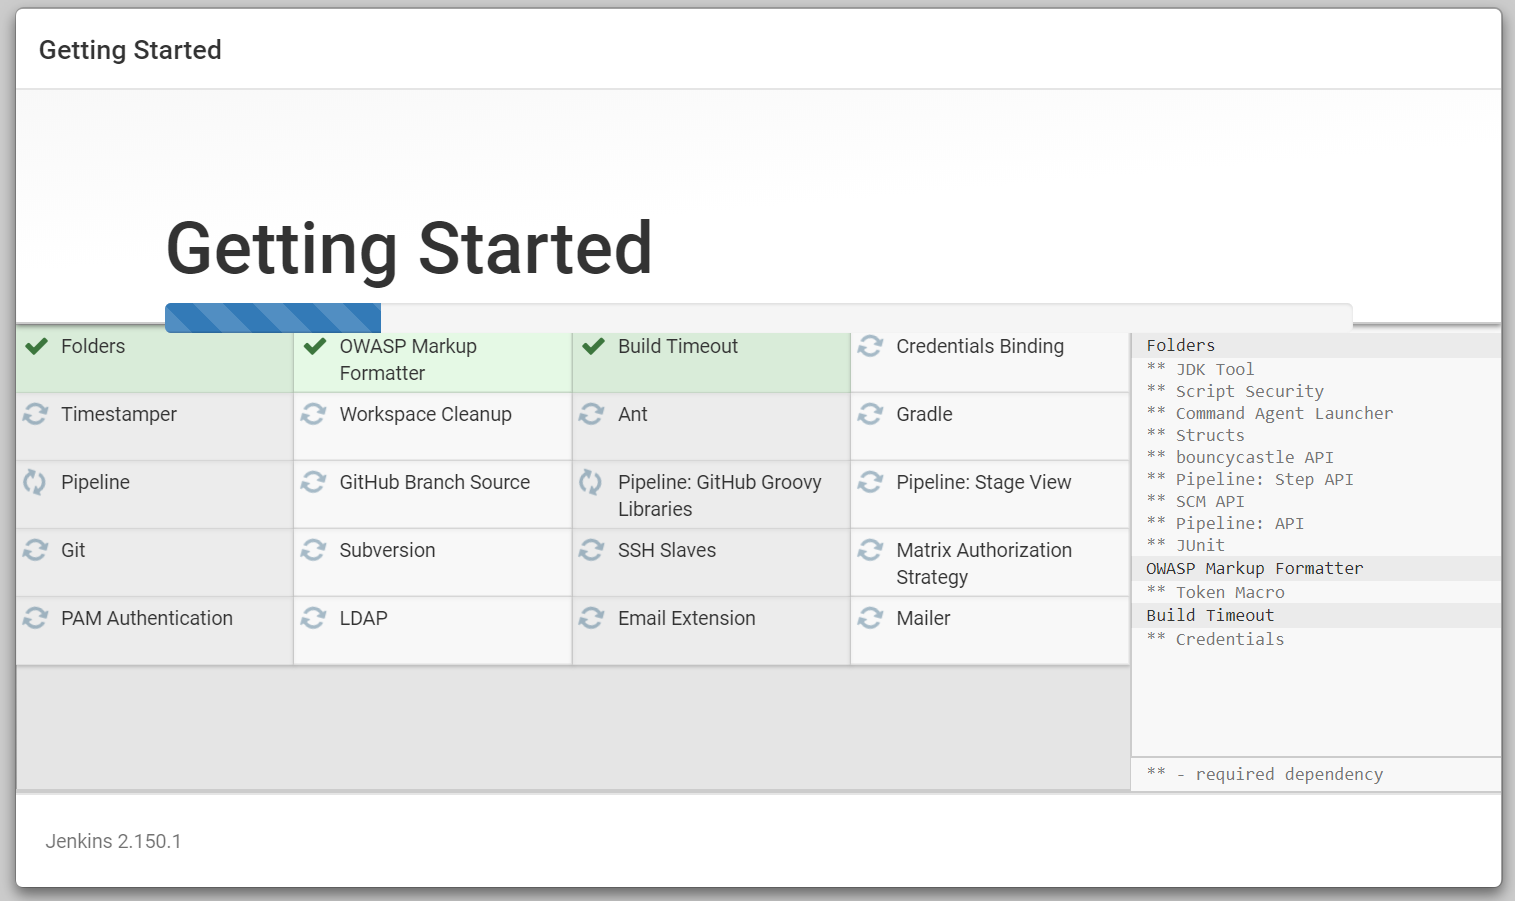 Getting Started
Getting Started
Folders
OWASP Markup
Formatter
Build Timeout
Credentials Binding
Timestamper
Workspace Cleanup
Ant
Gradle
Pipeline
GitHub Branch Source
Pipeline: GitHub Groovy
Libraries
Pipeline: Stage View
Git
Subversion
SSH Slaves
Matrix Authorization
Strategy
PAM Authentication
LDAP
Email Extension
Mailer
Folders
** JDK Tool
** Script Security
** Command Agent Launcher
** Structs
** bouncycastle API
** Pipeline: Step API
** SCM API
** Pipeline: API
** JUnit
OWASP Markup Formatter
** Token Macro
Build Timeout
** Credentials
** - required dependency
Jenkins 2.150.1